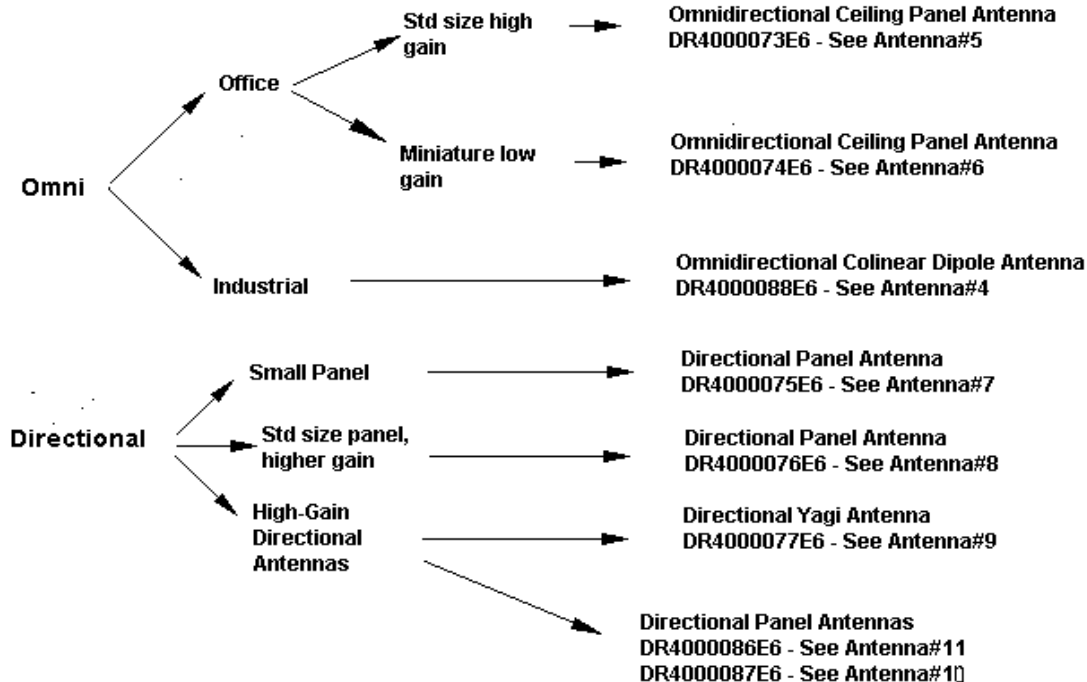 Std size high
gain
Omnidirectional Ceiling Panel Antenna
DR4000073E6 - See Antenna#5
Office
Miniature low
gain
Omnidirectional Ceiling Panel Antenna
DR4000074E6 - See Antenna#6
Omni
Industrial
Omnidirectional Colinear Dipole Antenna
DR4000088E6 - See Antenna#4
Small Panel
Directional Panel Antenna
DR4000075E6 - See Antenna#7
Directional
Std size panel,
higher gain
Directional Panel Antenna
DR4000076E6 - See Antenna#8
High-Gain
Directional
Antennas
Directional Yagi Antenna
DR4000077E6 - See Antenna#9
Directional Panel Antennas
DR4000086E6 - See Antenna#11
DR4000087E6 - See